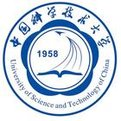 中国科学技术大学
1958
University of Science and Technology of China